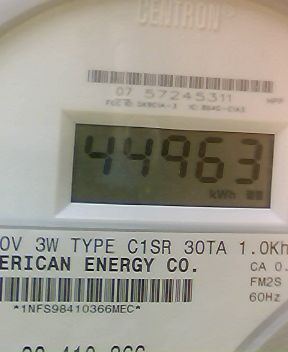 CENTRON
07 57245311
44963
kWh
0V 3W TYPE C1SR 30TA 1.0Kh
ERICAN ENERGY CO.
CA 0.
FM2S
60Hz
*1NFS98410366MEC*